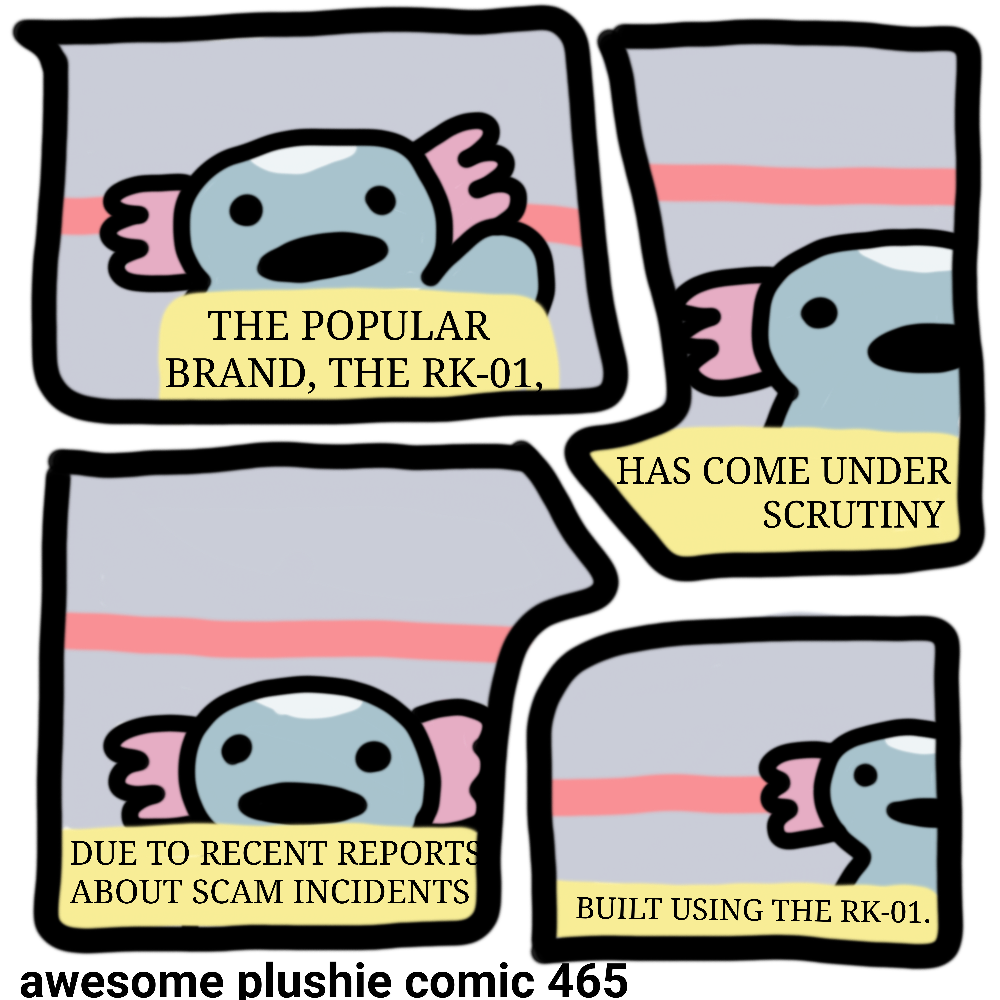 THE POPULAR
BRAND, THE RK-01,
HAS COME UNDER
SCRUTINY
DUE TO RECENT REPORTS
ABOUT SCAM INCIDENTS
BUILT USING THE RK-01.
awesome plushie comic 465